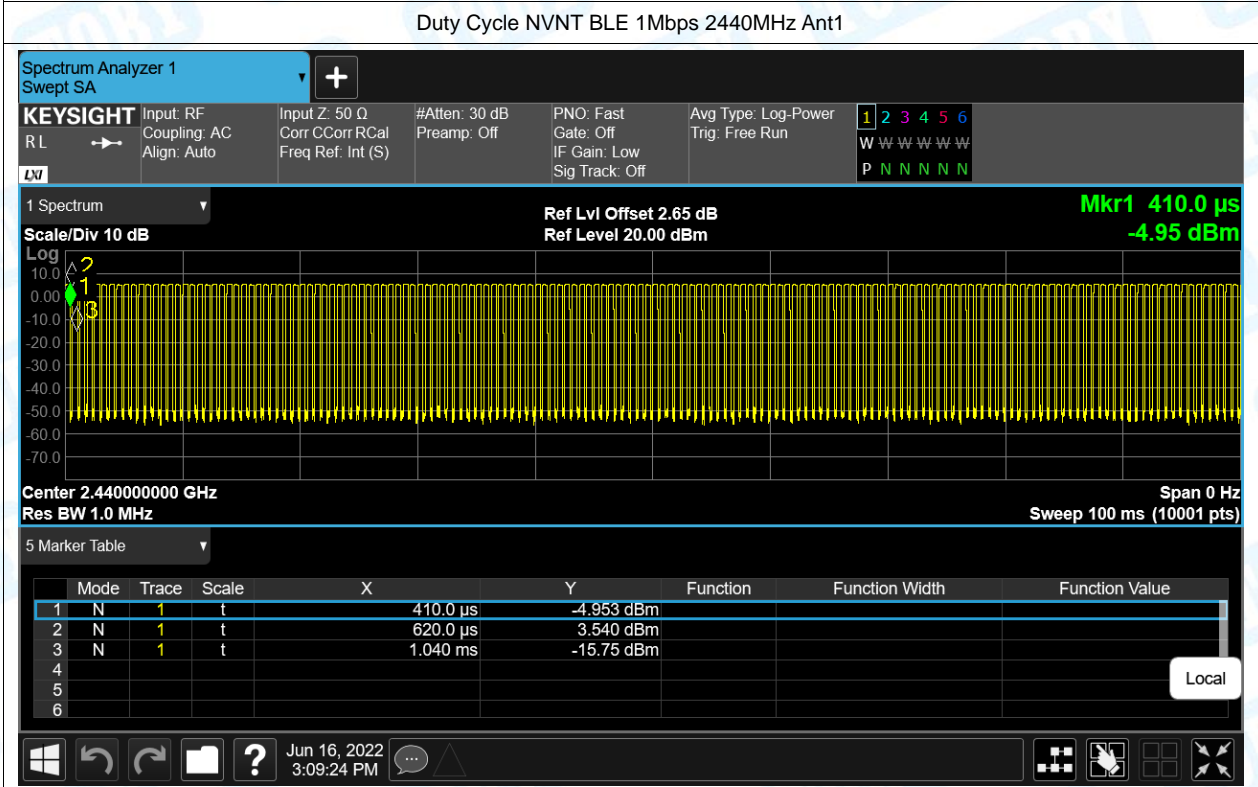 Duty Cycle NVNT BLE 1Mbps 2440MHz Ant1
Spectrum Analyzer 1
Swept SA
KEYSIGHT
R L
LXI
Input: RF
Coupling: AC
Align: Auto
Input Z: 50 Ω
Corr CCorr RCal
Freq Ref: Int (S)
#Atten: 30 dB
Preamp: Off
PNO: Fast
Gate: Off
IF Gain: Low
Sig Track: Off
Avg Type: Log-Power
Trig: Free Run
1 2 3 4 5 6
W W W W W W
P N N N N N
1 Spectrum
Scale/Div 10 dB
Ref Lvl Offset 2.65 dB
Ref Level 20.00 dBm
Mkr1 410.0 µs
-4.95 dBm
Log
10.0
0.00
-10.0
-20.0
-30.0
-40.0
-50.0
-60.0
-70.0
2
1
3
Center 2.440000000 GHz
Res BW 1.0 MHz
Span 0 Hz
Sweep 100 ms (10001 pts)
5 Marker Table
Mode Trace Scale X Y Function Function Width Function Value
1 N 1 t 410.0 µs -4.953 dBm
2 N 1 t 620.0 µs 3.540 dBm
3 N 1 t 1.040 ms -15.75 dBm
4
5
6
Local
?
Jun 16, 2022
3:09:24 PM